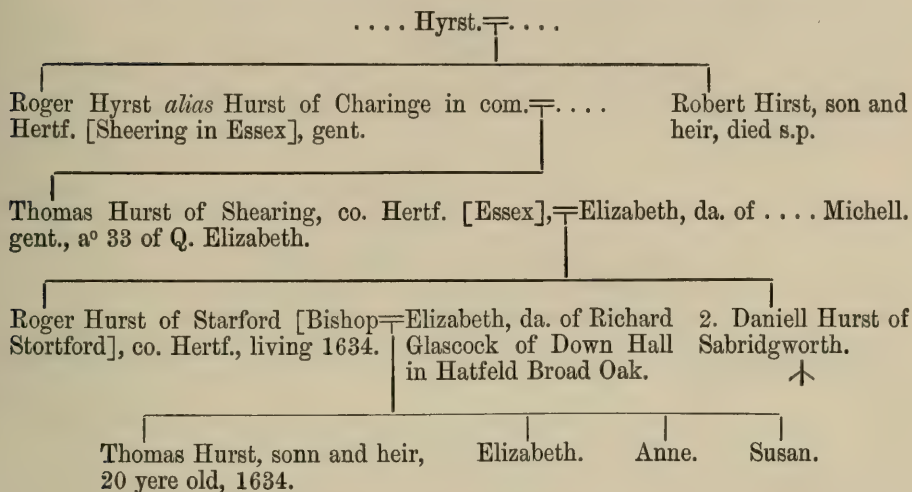 .... Hyrst.╤....
Roger Hyrst alias Hurst of Charinge in com.╤....
Hertf. [Sheering in Essex], gent.
Robert Hirst, son and
heir, died s.p.
Thomas Hurst of Shearing, co. Hertf. [Essex],╤Elizabeth, da. of .... Michell.
gent., aº 33 of Q. Elizabeth.
Roger Hurst of Starford [Bishop╤Elizabeth, da. of Richard
Stortford], co. Hertf., living 1634. Glascock of Down Hall
in Hatfeld Broad Oak.
2. Daniell Hurst of
Sabridgworth.
Thomas Hurst, sonn and heir,
20 yere old, 1634.
Elizabeth.
Anne.
Susan.